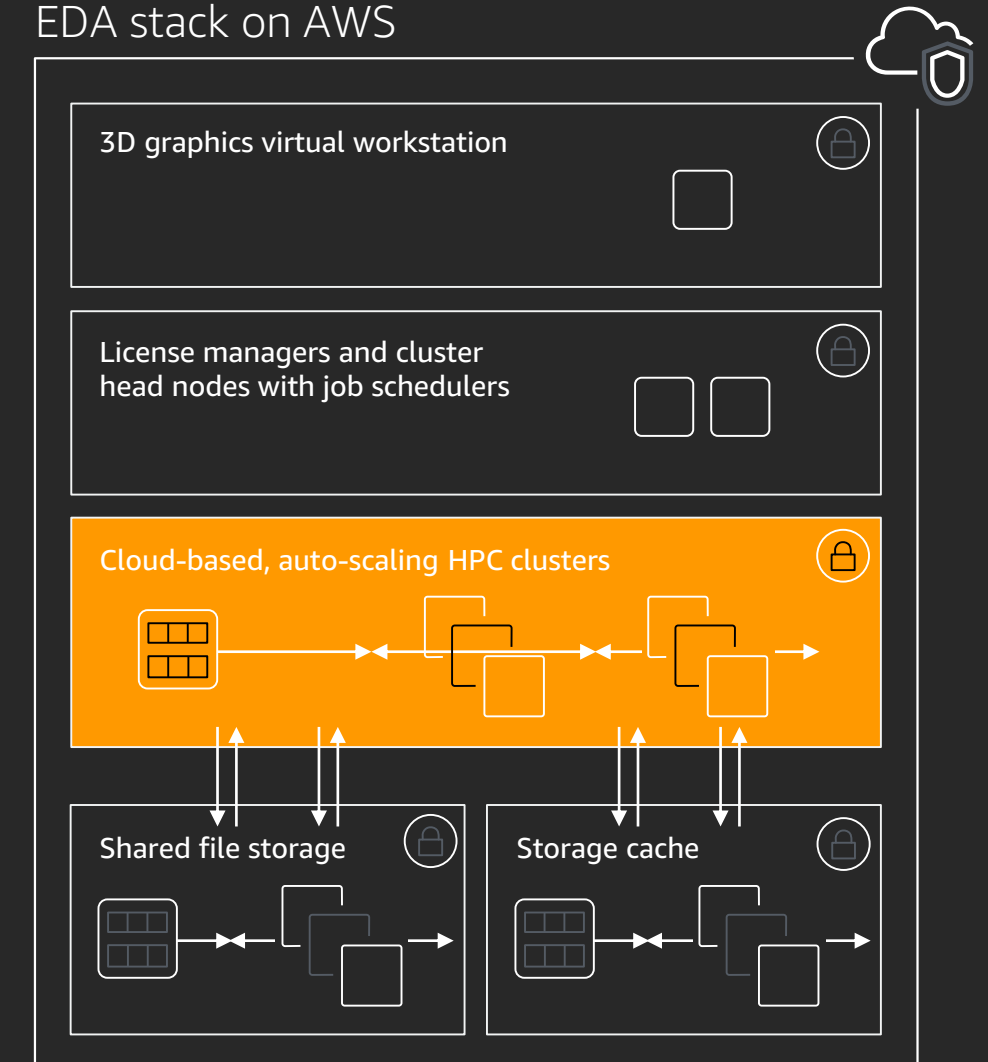 EDA stack on AWS
3D graphics virtual workstation
License managers and cluster
head nodes with job schedulers
Cloud-based, auto-scaling HPC clusters
Shared file storage
Storage cache